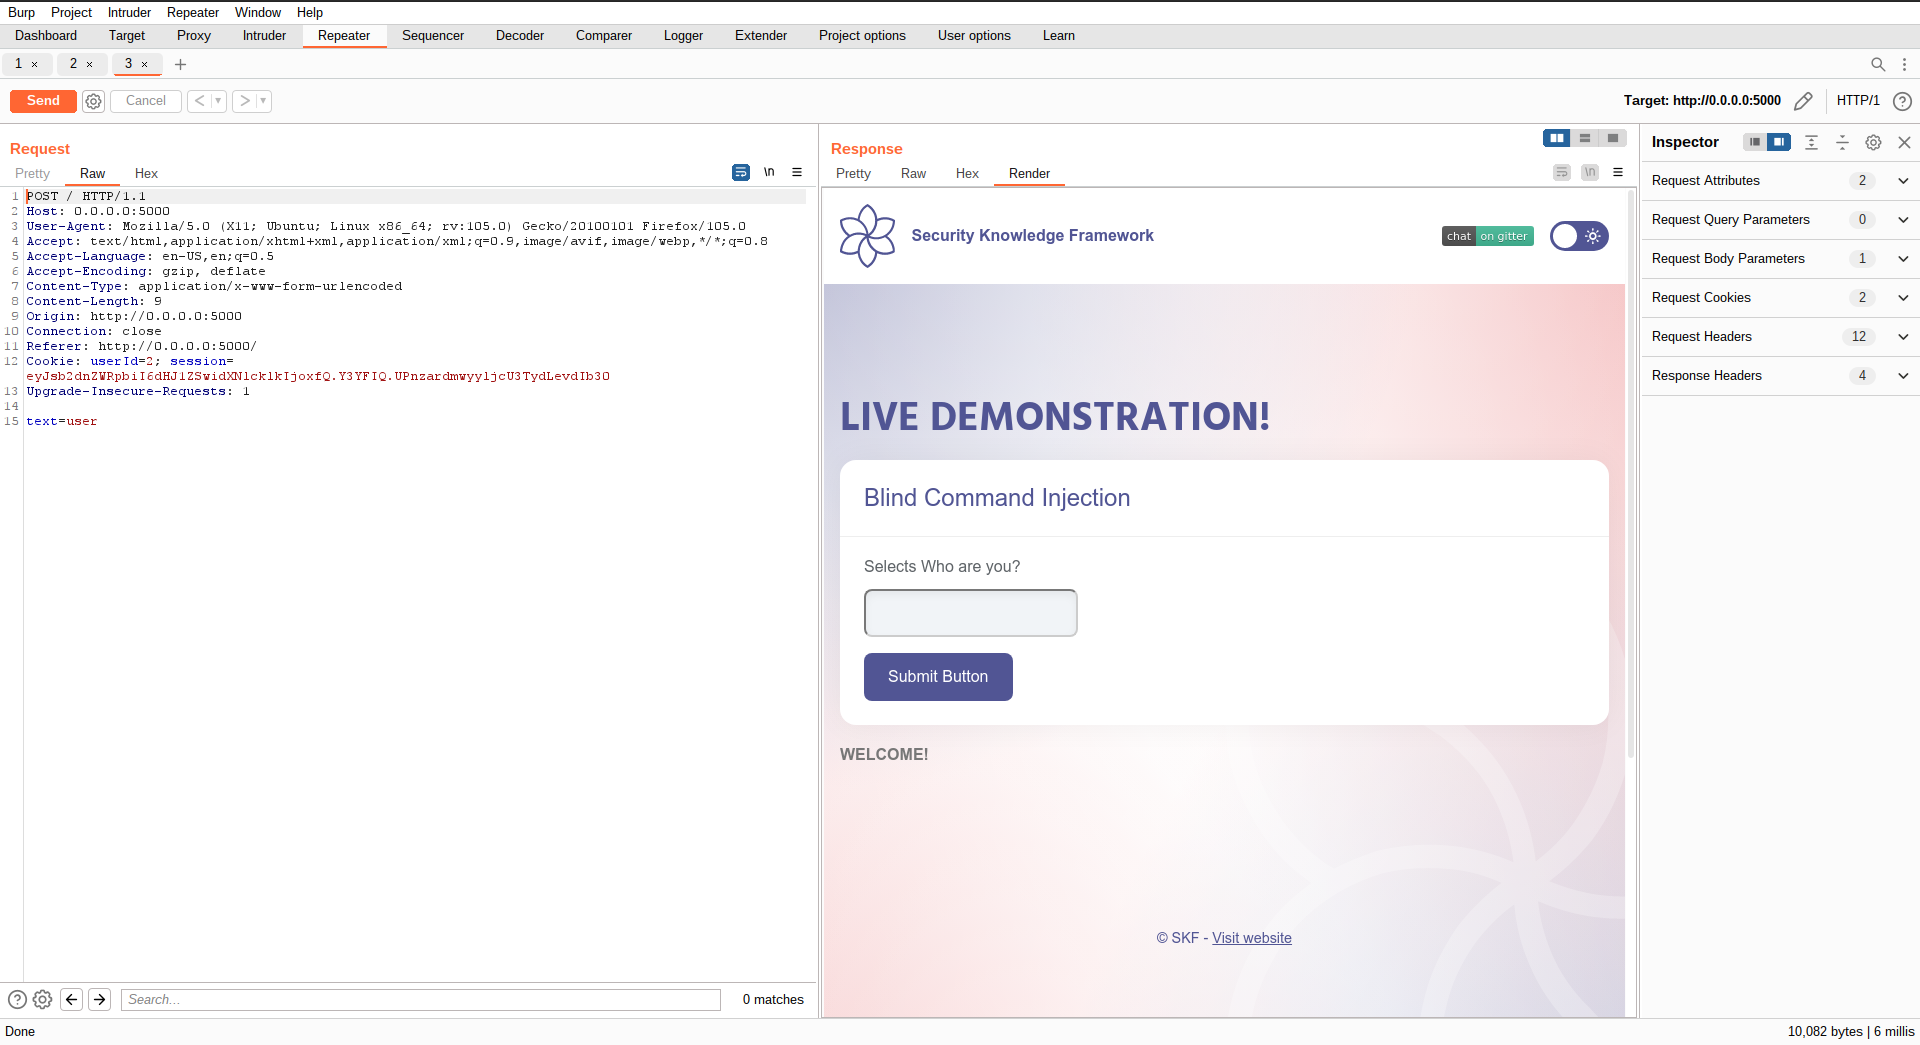 Burp Project Intruder Repeater Window Help
Dashboard Target Proxy Intruder Repeater Sequencer Decoder Comparer Logger Extender Project options User options Learn
1 × 2 × 3 × +
Send Cancel < > Target: http://0.0.0.0:5000 HTTP/1
Request
Pretty Raw Hex \n
1 POST / HTTP/1.1
2 Host: 0.0.0.0:5000
3 User-Agent: Mozilla/5.0 (X11; Ubuntu; Linux x86_64; rv:105.0) Gecko/20100101 Firefox/105.0
4 Accept: text/html,application/xhtml+xml,application/xml;q=0.9,image/avif,image/webp,*/*;q=0.8
5 Accept-Language: en-US,en;q=0.5
6 Accept-Encoding: gzip, deflate
7 Content-Type: application/x-www-form-urlencoded
8 Content-Length: 9
9 Origin: http://0.0.0.0:5000
10 Connection: close
11 Referer: http://0.0.0.0:5000/
12 Cookie: userId=2; session=
13 Upgrade-Insecure-Requests: 1
14
15 text=user
Search...
0 matches
Response
Pretty Raw Hex Render \n
Security Knowledge Framework
chat on gitter
LIVE DEMONSTRATION!
Blind Command Injection
Selects Who are you?
Submit Button
WELCOME!
© SKF - Visit website
Inspector
Request Attributes 2
Request Query Parameters 0
Request Body Parameters 1
Request Cookies 2
Request Headers 12
Response Headers 4
Done
10,082 bytes | 6 millis